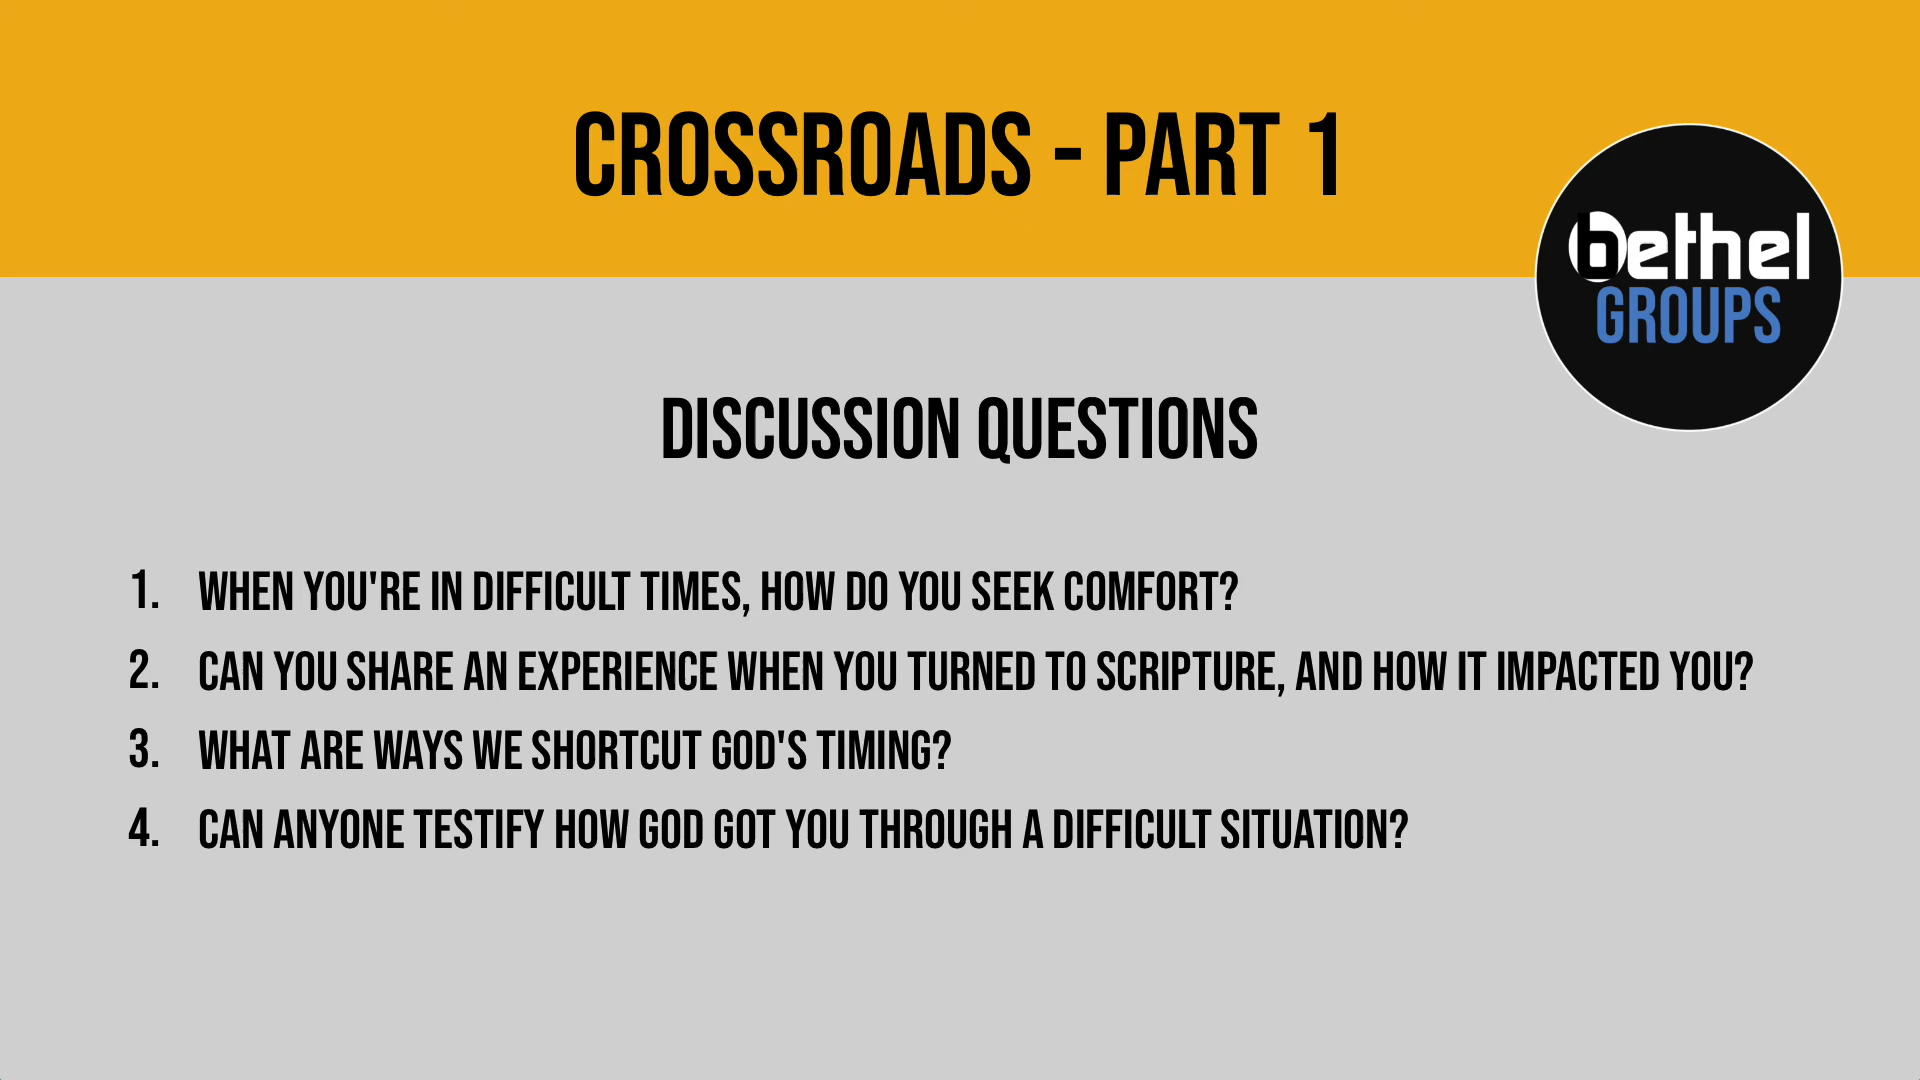 CROSSROADS - PART 1
bethel
GROUPS
DISCUSSION QUESTIONS
1. WHEN YOU'RE IN DIFFICULT TIMES, HOW DO YOU SEEK COMFORT?
2. CAN YOU SHARE AN EXPERIENCE WHEN YOU TURNED TO SCRIPTURE, AND HOW IT IMPACTED YOU?
3. WHAT ARE WAYS WE SHORTCUT GOD'S TIMING?
4. CAN ANYONE TESTIFY HOW GOD GOT YOU THROUGH A DIFFICULT SITUATION?